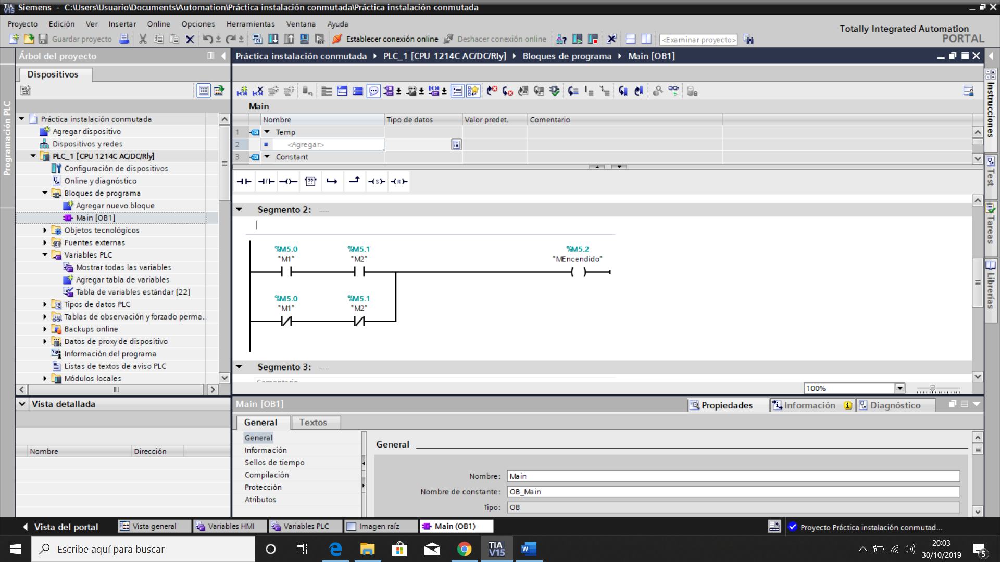 TIA V15 Siemens - C:\Users\Usuario\Documents\Automation\Práctica instalación conmutada\Práctica instalación conmutada
Proyecto Edición Ver Insertar Online Opciones Herramientas Ventana Ayuda
Totally Integrated Automation
PORTAL
Guardar proyecto Establecer conexión online Deshacer conexión online <Examinar proyecto>
Árbol del proyecto
Práctica instalación conmutada PLC_1 [CPU 1214C AC/DC/Rly] Bloques de programa Main [OB1]
Dispositivos
Programación PLC
Práctica instalación conmutada
Agregar dispositivo
Dispositivos y redes
PLC_1 [CPU 1214C AC/DC/Rly]
Configuración de dispositivos
Online y diagnóstico
Bloques de programa
Agregar nuevo bloque
Main [OB1]
Objetos tecnológicos
Fuentes externas
Variables PLC
Mostrar todas las variables
Agregar tabla de variables
Tabla de variables estándar [22]
Tipos de datos PLC
Tablas de observación y forzado perma..
Backups online
Datos de proxy de dispositivo
Información del programa
Listas de textos de aviso PLC
Módulos locales
Vista detallada
Nombre Dirección
Main
Nombre Tipo de datos Valor predet. Comentario
1 Temp
2 <Agregar>
3 Constant
??
S
R
Segmento 2: .....
%M5.0 %M5.1 %M5.2
"M1" "M2" "MEncendido"
%M5.0 %M5.1
"M1" "M2"
Segmento 3: .....
Comentario
100%
Instrucciones
Test
Tareas
Librerías
Main [OB1]
Propiedades Información Diagnóstico
General Textos
General
Información
Sellos de tiempo
Compilación
Protección
Atributos
General
Nombre: Main
Nombre de constante: OB_Main
Tipo: OB
Vista del portal Vista general Variables HMI Variables PLC Imagen raíz Main (OB1)
Proyecto Práctica instalación conmutad...
Escribe aquí para buscar
TIA V15
20:03
30/10/2019
5